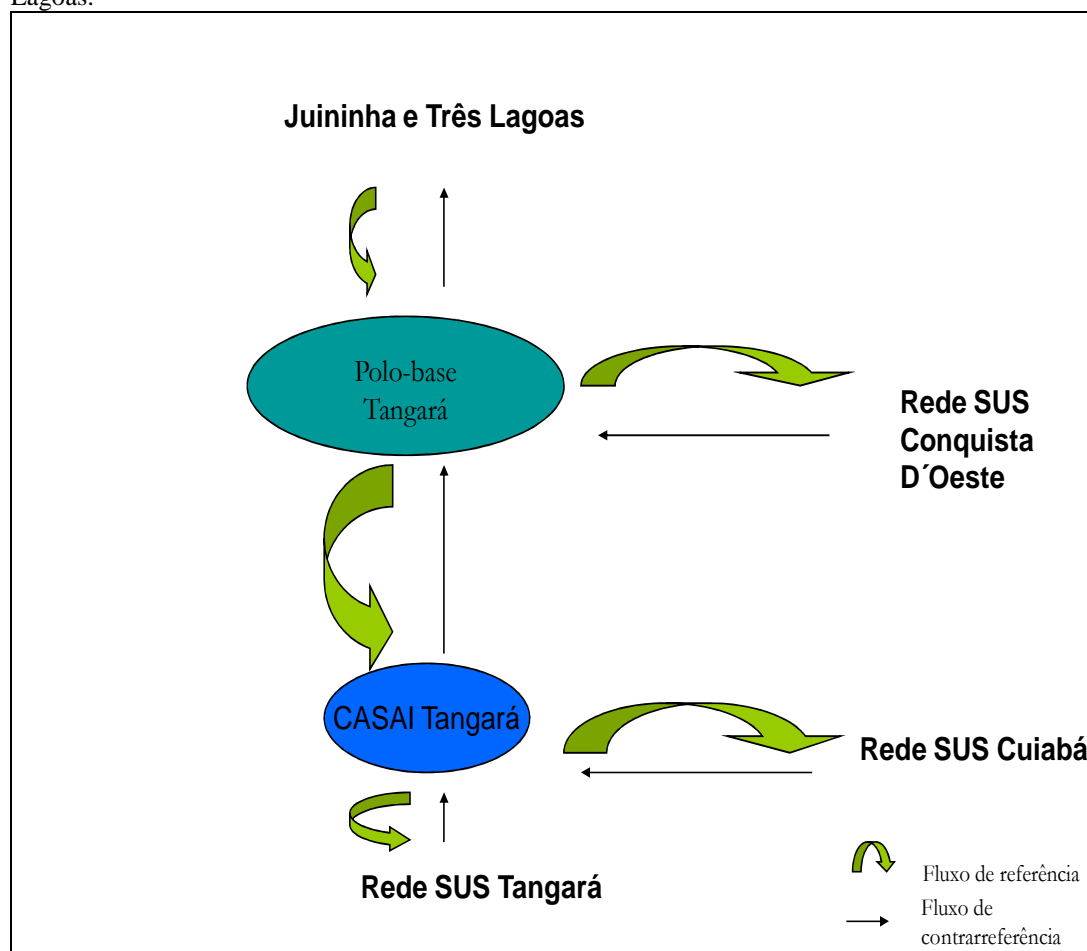 Lagoas.
Juininha e Três Lagoas
Polo-base
Tangará
Rede SUS
Conquista
D´Oeste
CASAI Tangará
Rede SUS Cuiabá
Rede SUS Tangará
Fluxo de referência
Fluxo de
contrarreferência